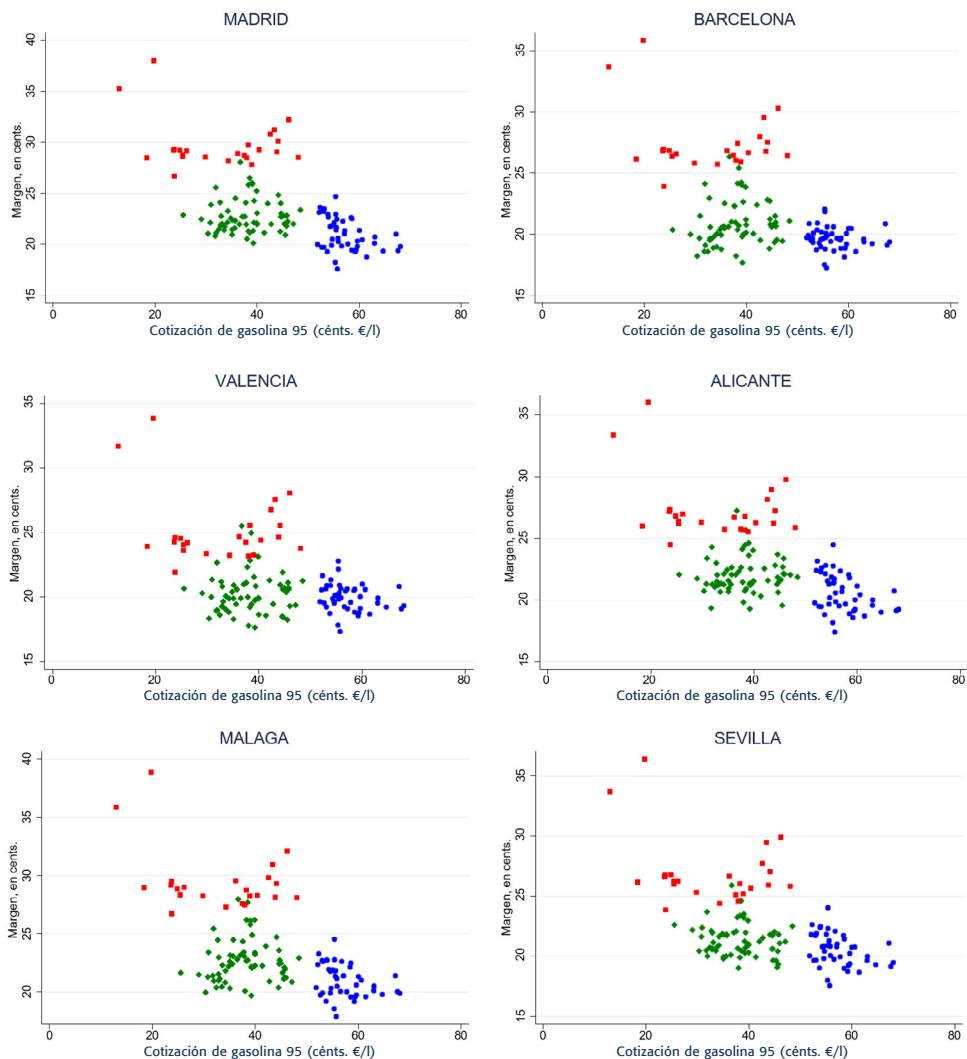 MADRID
Margen, en cents.
40
35
30
25
20
15
0 20 40 60 80
Cotización de gasolina 95 (cénts. €/l)
BARCELONA
Margen, en cents.
35
30
25
20
15
0 20 40 60 80
Cotización de gasolina 95 (cénts. €/l)
VALENCIA
Margen, en cents.
35
30
25
20
15
0 20 40 60 80
Cotización de gasolina 95 (cénts. €/l)
ALICANTE
Margen, en cents.
35
30
25
20
15
0 20 40 60 80
Cotización de gasolina 95 (cénts. €/l)
MALAGA
Margen, en cents.
40
35
30
25
20
0 20 40 60 80
Cotización de gasolina 95 (cénts. €/l)
SEVILLA
Margen, en cents.
35
30
25
20
15
0 20 40 60 80
Cotización de gasolina 95 (cénts. €/l)